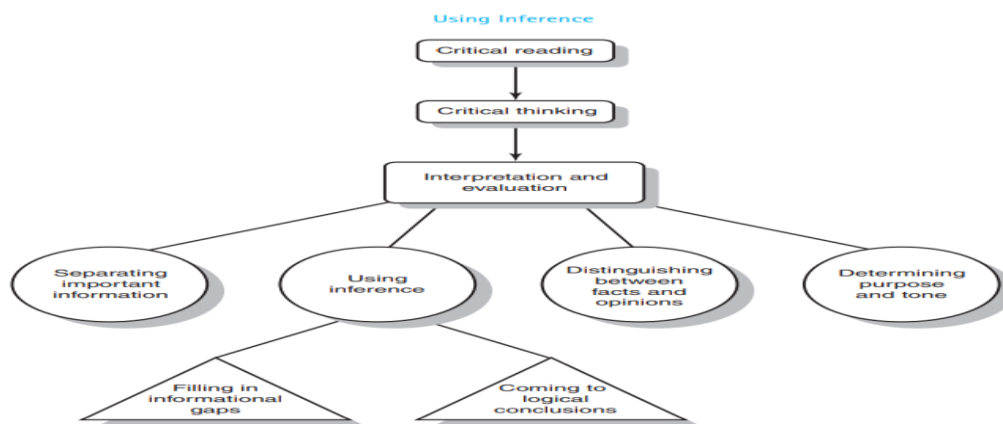 Using Inference
Critical reading
Critical thinking
Interpretation and
evaluation
Separating
important
information
Using
inference
Distinguishing
between
facts and
opinions
Determining
purpose
and tone
Filling in
informational
gaps
Coming to
logical
conclusions